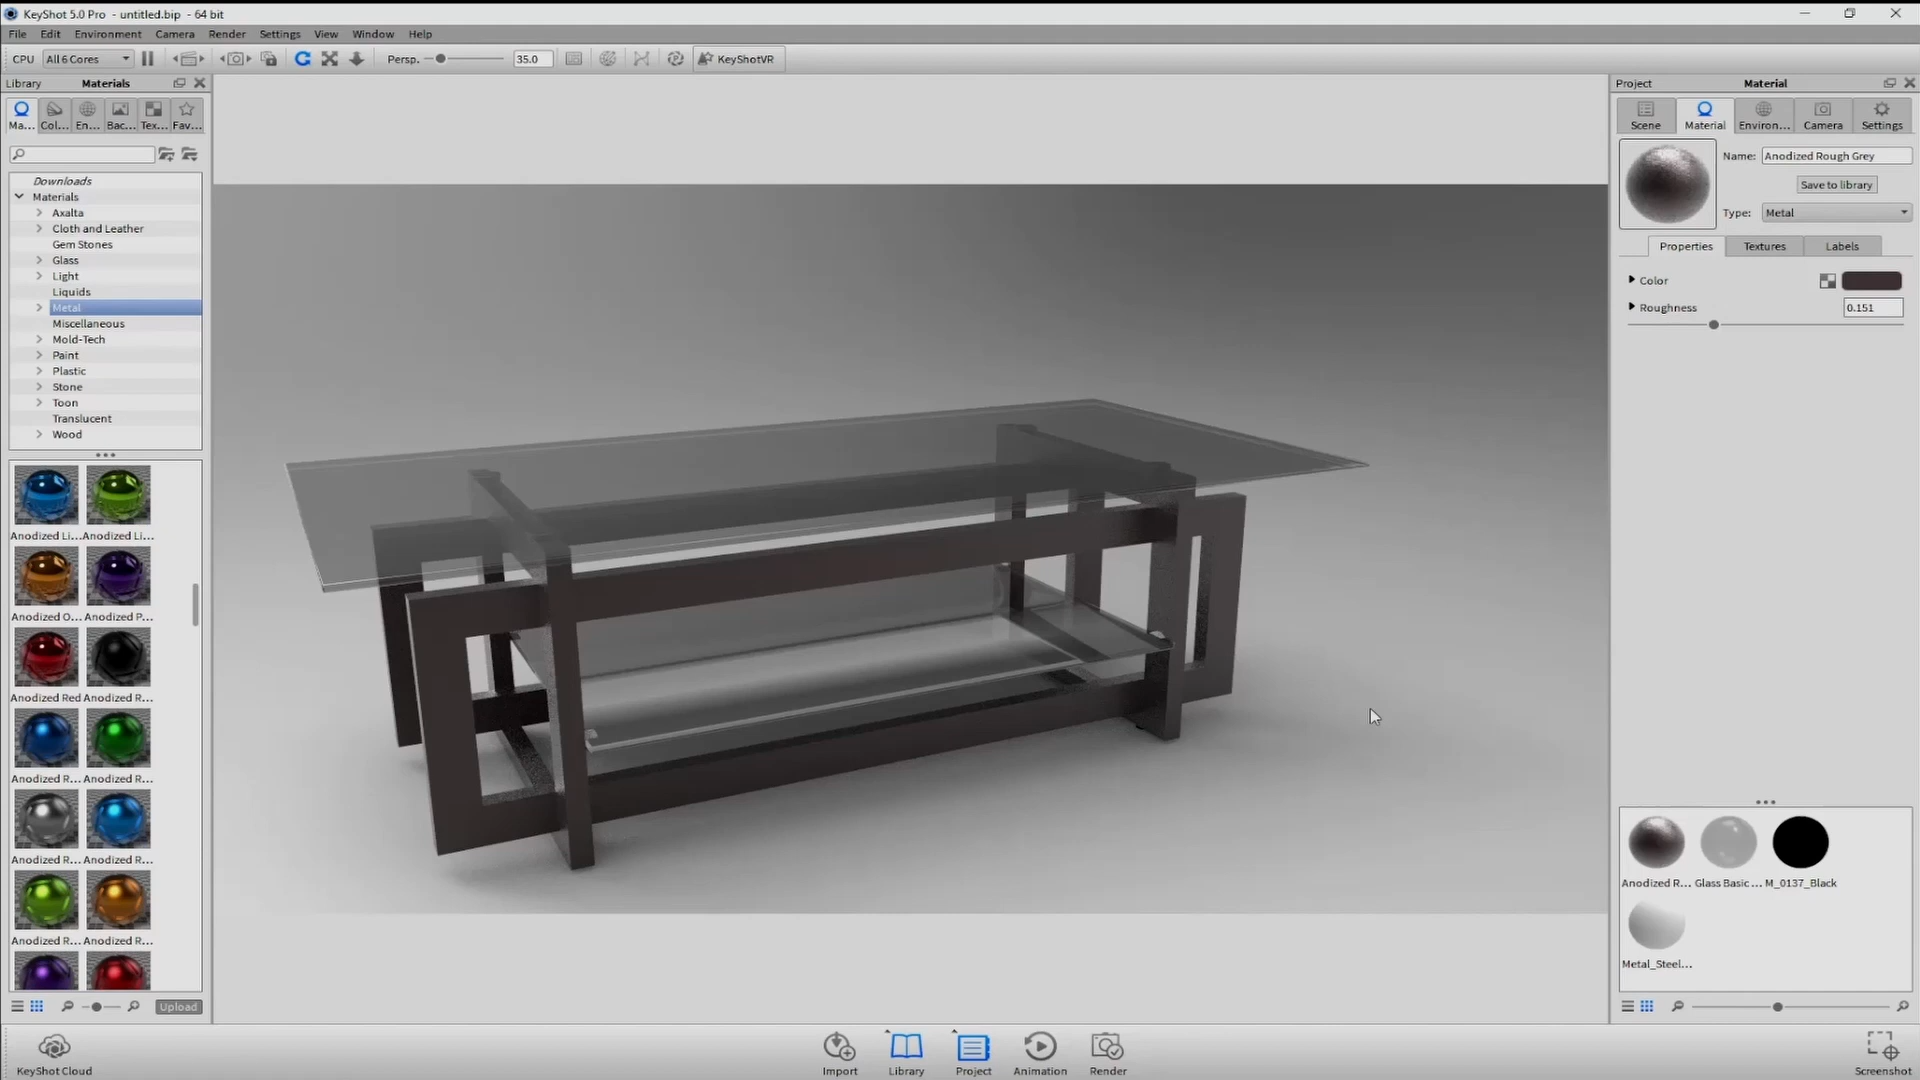 KeyShot 5.0 Pro - untitled.bip - 64 bit
File Edit Environment Camera Render Settings View Window Help
CPU All 6 Cores Persp. 35.0 KeyShotVR
Library Materials
Ma... Col... En... Bac... Tex... Fav...
Downloads
Materials
Axalta
Cloth and Leather
Gem Stones
Glass
Light
Liquids
Metal
Miscellaneous
Mold-Tech
Paint
Plastic
Stone
Toon
Translucent
Wood
Anodized Li... Anodized Li...
Anodized O... Anodized P...
Anodized Red Anodized R...
Anodized R... Anodized R...
Anodized R... Anodized R...
Anodized R... Anodized R...
Upload
Project Material
Scene Material Environ... Camera Settings
Name: Anodized Rough Grey
Save to library
Type: Metal
Properties Textures Labels
Color
Roughness 0.151
Anodized R... Glass Basic ... M_0137_Black
Metal_Steel...
KeyShot Cloud Import Library Project Animation Render Screenshot